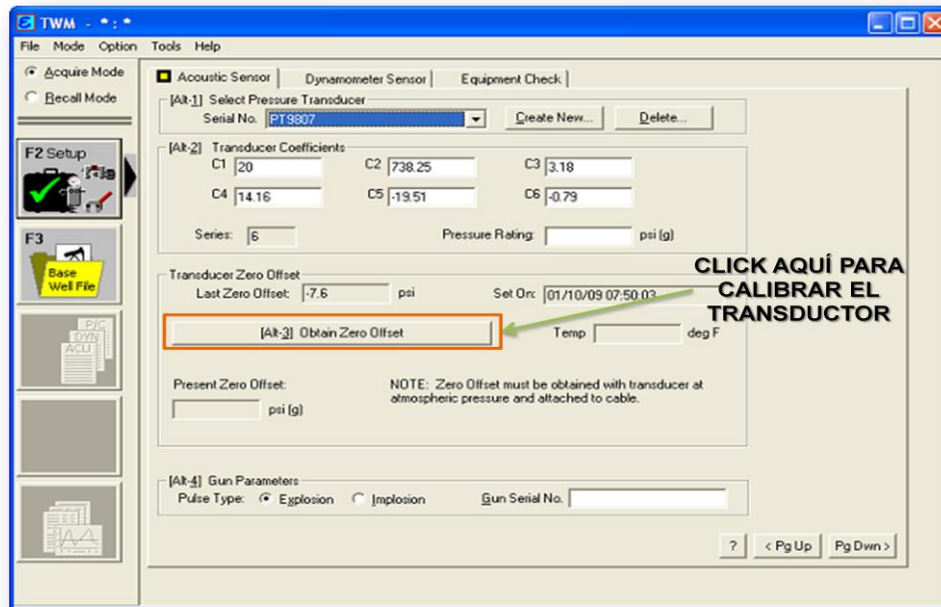 TWM - *:*
File Mode Option Tools Help
Acquire Mode
Recall Mode
F2 Setup
F3
Base
Well File
P/C
DYN
ACU
Acoustic Sensor Dynamometer Sensor Equipment Check
[Alt-1] Select Pressure Transducer
Serial No. PT9807 Create New... Delete...
[Alt-2] Transducer Coefficients
C1 20 C2 738.25 C3 3.18
C4 14.16 C5 -19.51 C6 -0.79
Series: 6 Pressure Rating: psi (g)
Transducer Zero Offset
Last Zero Offset: -7.6 psi Set On: 01/10/09 07:50:03
CLICK AQUÍ PARA
CALIBRAR EL
TRANSDUCTOR
[Alt-3] Obtain Zero Offset Temp deg F
Present Zero Offset:
psi (g)
NOTE: Zero Offset must be obtained with transducer at
atmospheric pressure and attached to cable.
[Alt-4] Gun Parameters
Pulse Type: Explosion Implosion Gun Serial No.
? < Pg Up Pg Dwn >